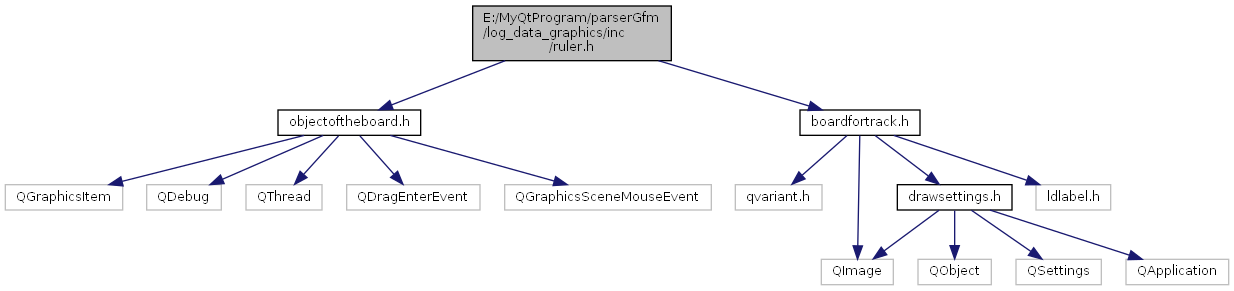 E:/MyQtProgram/parserGfm
/log_data_graphics/inc
/ruler.h
objectoftheboard.h
boardfortrack.h
QGraphicsItem
QDebug
QThread
QDragEnterEvent
QGraphicsSceneMouseEvent
qvariant.h
drawsettings.h
ldlabel.h
QImage
QObject
QSettings
QApplication